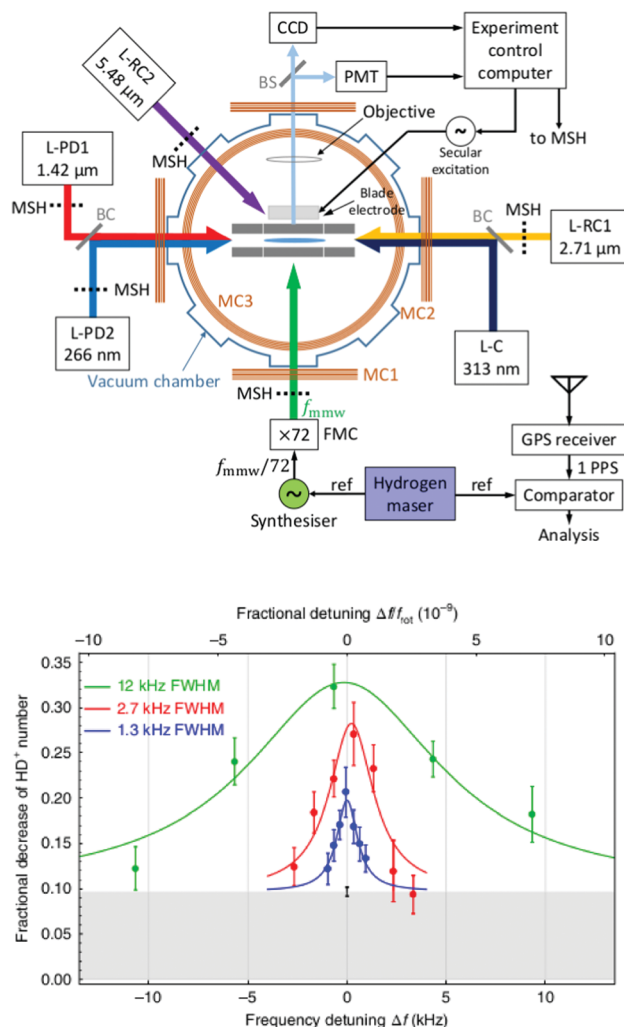 CCD
Experiment
control
computer
L-RC2
5.48 µm
BS
PMT
Objective
to MSH
Secular
excitation
L-PD1
1.42 µm
MSH
MSH
Blade
electrode
MSH
BC
BC
L-RC1
2.71 µm
MSH
MC3
MC2
L-PD2
266 nm
L-C
313 nm
Vacuum chamber
MC1
MSH
fmmw
×72
FMC
GPS receiver
fmmw/72
1 PPS
~
ref
Hydrogen
maser
ref
Comparator
Synthesiser
Analysis
Fractional detuning Δf/frot (10⁻⁹)
−10 −5 0 5 10
Fractional decrease of HD⁺ number
0.35
0.30
0.25
0.20
0.15
0.10
0.05
0.00
12 kHz FWHM
2.7 kHz FWHM
1.3 kHz FWHM
−10 −5 0 5 10
Frequency detuning Δf (kHz)